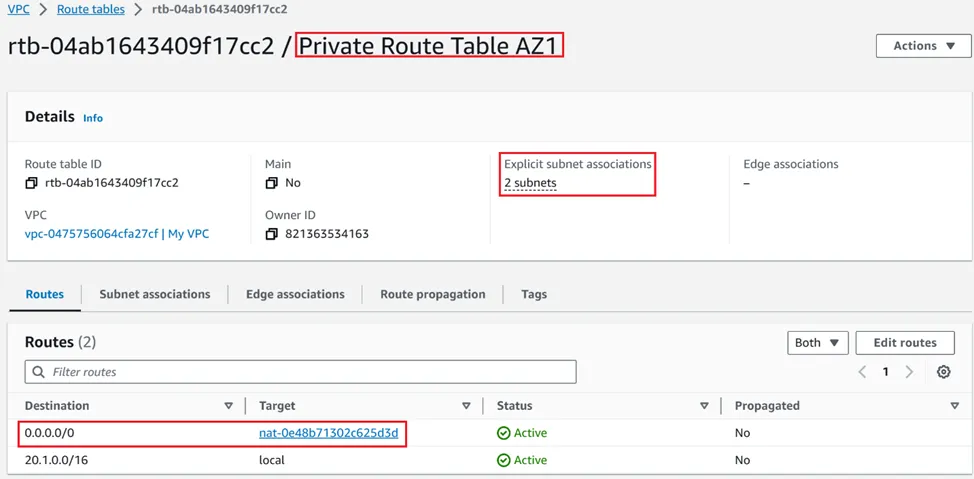 VPC > Route tables > rtb-04ab1643409f17cc2
rtb-04ab1643409f17cc2 / Private Route Table AZ1
Actions
Details Info
Route table ID
rtb-04ab1643409f17cc2
Main
No
Explicit subnet associations
2 subnets
Edge associations
–
VPC
vpc-0475756064cfa27cf | My VPC
Owner ID
821363534163
Routes Subnet associations Edge associations Route propagation Tags
Routes (2)
Both
Edit routes
Filter routes
1
Destination Target Status Propagated
0.0.0.0/0 nat-0e48b71302c625d3d Active No
20.1.0.0/16 local Active No